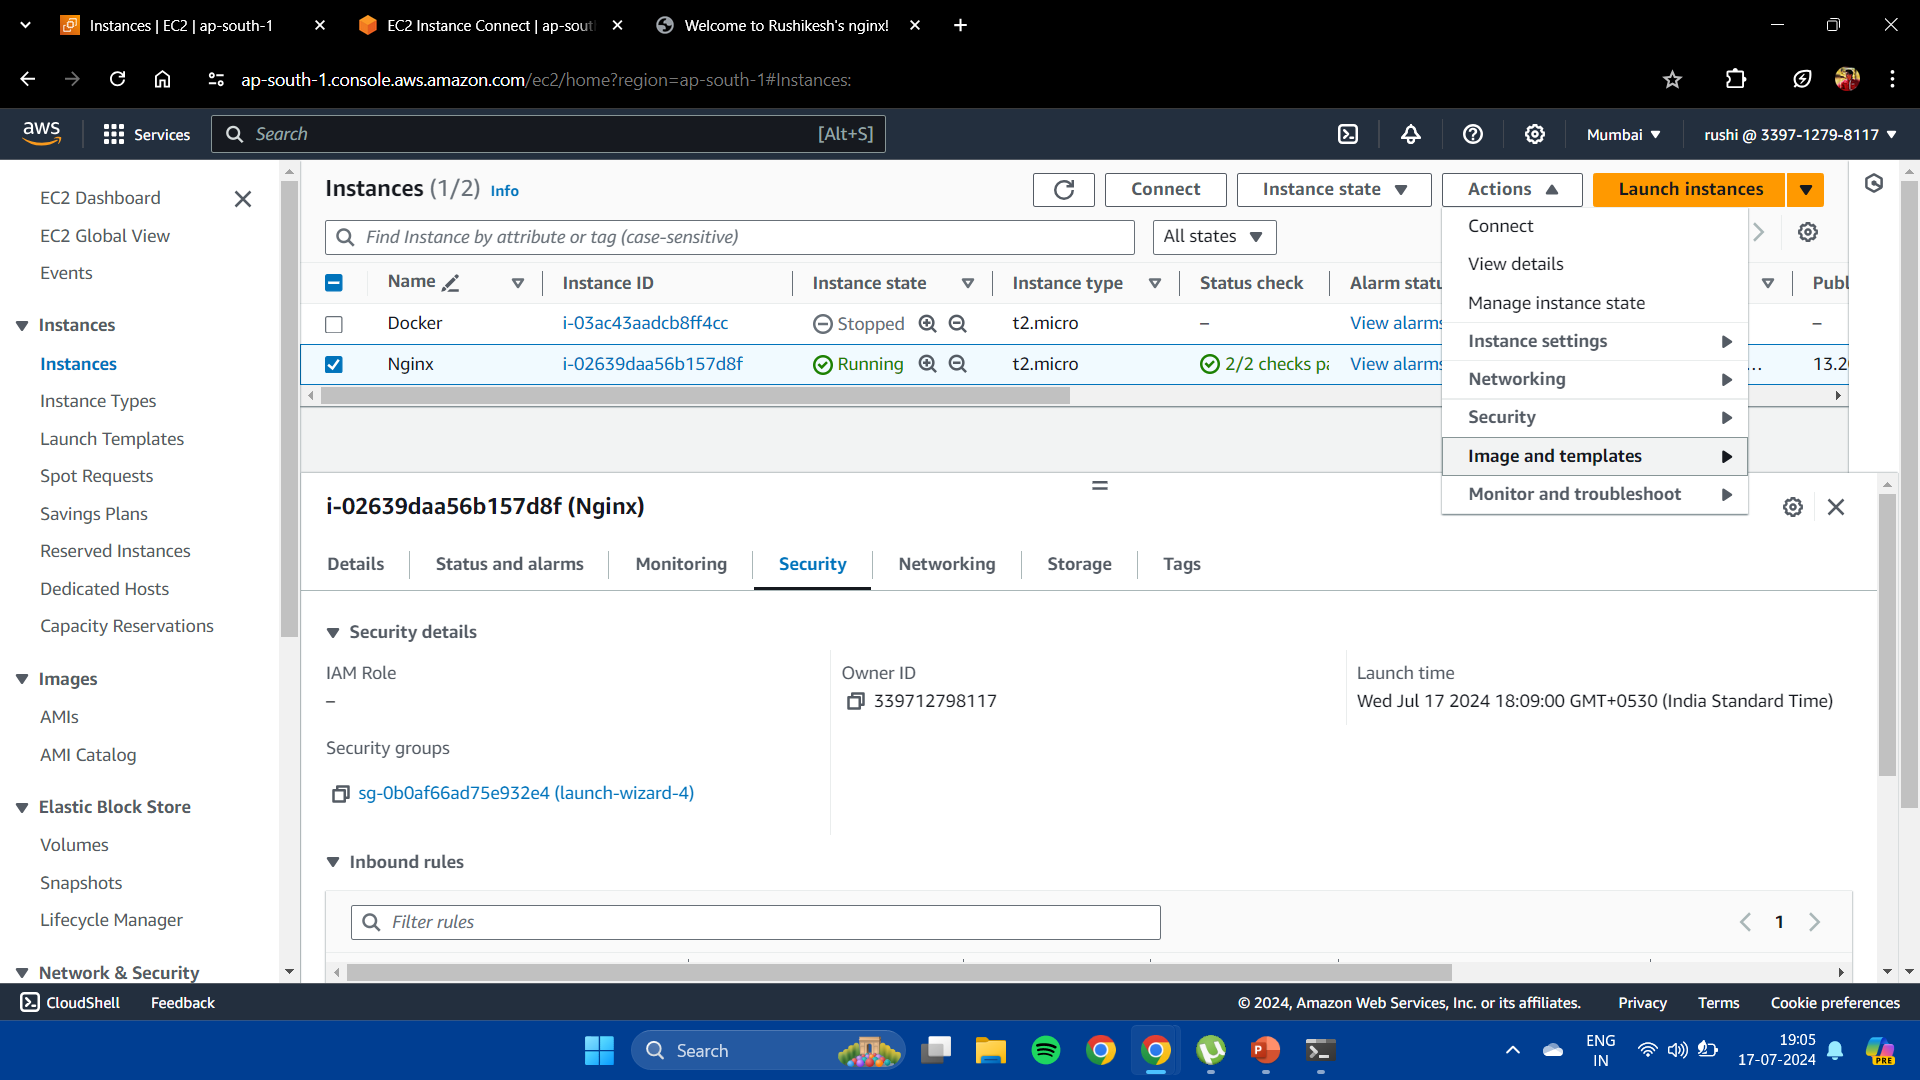 Instances | EC2 | ap-south-1
EC2 Instance Connect | ap-sout
Welcome to Rushikesh's nginx!
ap-south-1.console.aws.amazon.com/ec2/home?region=ap-south-1#Instances:
aws
Services
Search
[Alt+S]
Mumbai
rushi @ 3397-1279-8117
EC2 Dashboard
EC2 Global View
Events
Instances
Instances
Instance Types
Launch Templates
Spot Requests
Savings Plans
Reserved Instances
Dedicated Hosts
Capacity Reservations
Images
AMIs
AMI Catalog
Elastic Block Store
Volumes
Snapshots
Lifecycle Manager
Network & Security
Instances (1/2) Info
Connect
Instance state
Actions
Launch instances
Find Instance by attribute or tag (case-sensitive)
All states
Name Instance ID Instance state Instance type Status check Alarm statu Publ
Docker i-03ac43aadcb8ff4cc Stopped t2.micro – View alarms –
Nginx i-02639daa56b157d8f Running t2.micro 2/2 checks pa View alarms ... 13.20
Connect
View details
Manage instance state
Instance settings
Networking
Security
Image and templates
Monitor and troubleshoot
i-02639daa56b157d8f (Nginx)
Details
Status and alarms
Monitoring
Security
Networking
Storage
Tags
Security details
IAM Role
–
Owner ID
339712798117
Launch time
Wed Jul 17 2024 18:09:00 GMT+0530 (India Standard Time)
Security groups
sg-0b0af66ad75e932e4 (launch-wizard-4)
Inbound rules
Filter rules
1
CloudShell
Feedback
© 2024, Amazon Web Services, Inc. or its affiliates.
Privacy
Terms
Cookie preferences
Search
ENG
IN
19:05
17-07-2024
PRE